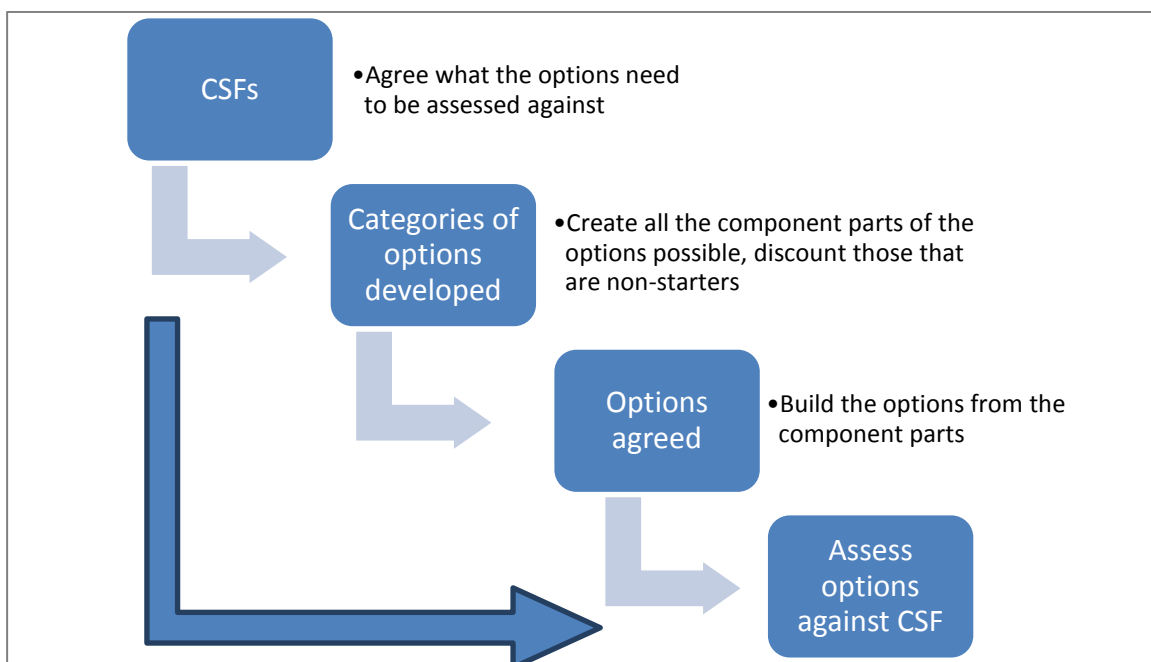 CSFs
•Agree what the options need
to be assessed against
Categories of
options
developed
•Create all the component parts of the
options possible, discount those that
are non-starters
Options
agreed
•Build the options from the
component parts
Assess
options
against CSF